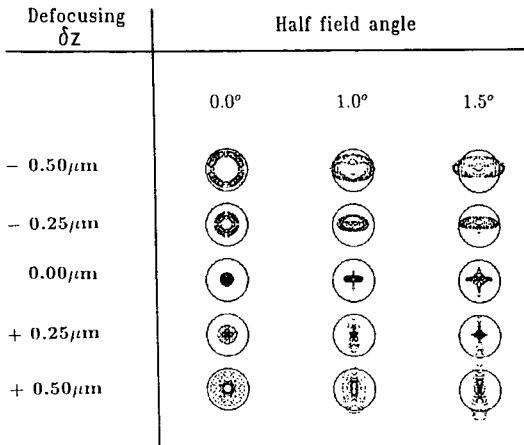 Defocusing
δZ
Half field angle
0.0° 1.0° 1.5°
− 0.50μm
− 0.25μm
0.00μm
+ 0.25μm
+ 0.50μm